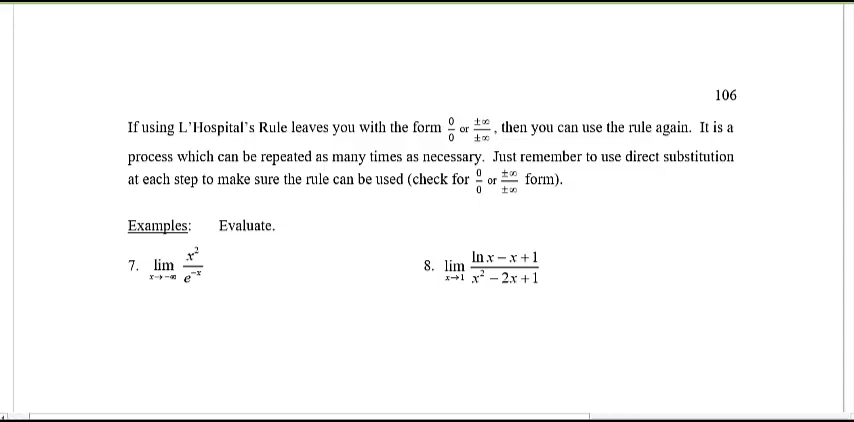 106
If using L'Hospital's Rule leaves you with the form 0/0 or ±∞/±∞, then you can use the rule again. It is a
process which can be repeated as many times as necessary. Just remember to use direct substitution
at each step to make sure the rule can be used (check for 0/0 or ±∞/±∞ form).
Examples: Evaluate.
7. lim x→-∞ x²/e⁻ˣ 8. lim x→1 (ln x – x + 1)/(x² – 2x + 1)